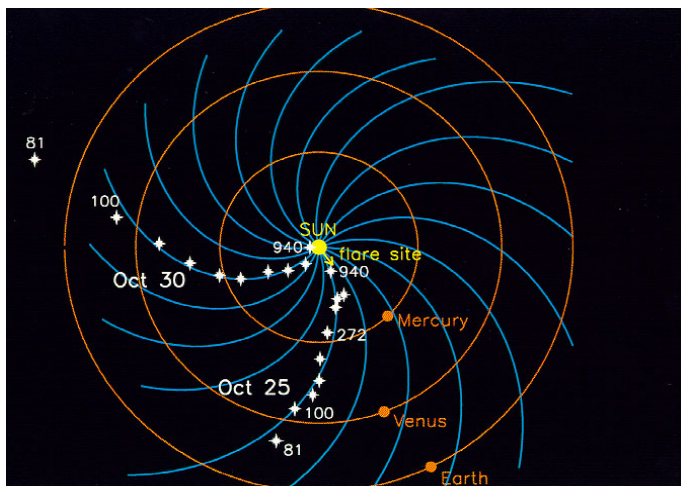 81
100
SUN
940
flare site
940
Oct 30
Mercury
272
Oct 25
100
Venus
81
Earth